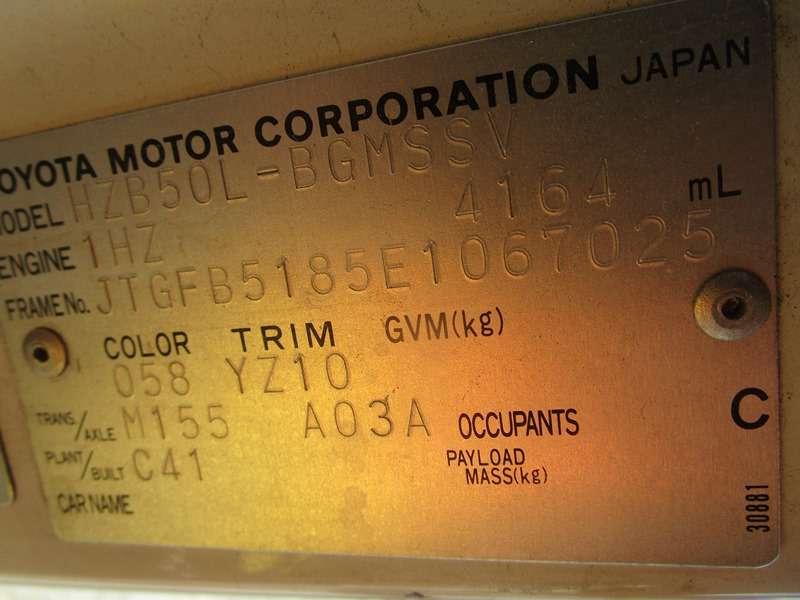 OYOTA MOTOR CORPORATION JAPAN
MODEL HZB50L-BGMSSV
ENGINE 1HZ 4164 mL
FRAME No. JTGFB5185E1067025
COLOR TRIM GVM(kg)
058 YZ10
TRANS/AXLE M155 A03A OCCUPANTS C
PLANT/BUILT C41 PAYLOAD MASS(kg)
CAR NAME
30881